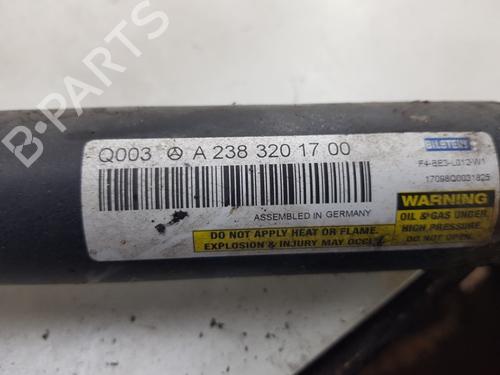 B-PARTS
Q003 A 238 320 17 00
BILSTEIN
F4-BE3-L012-W1
17098Q0031825
ASSEMBLED IN GERMANY
WARNING
OIL & GAS UNDER
HIGH PRESSURE.
DO NOT OPEN.
DO NOT APPLY HEAT OR FLAME.
EXPLOSION & INJURY MAY OCCUR